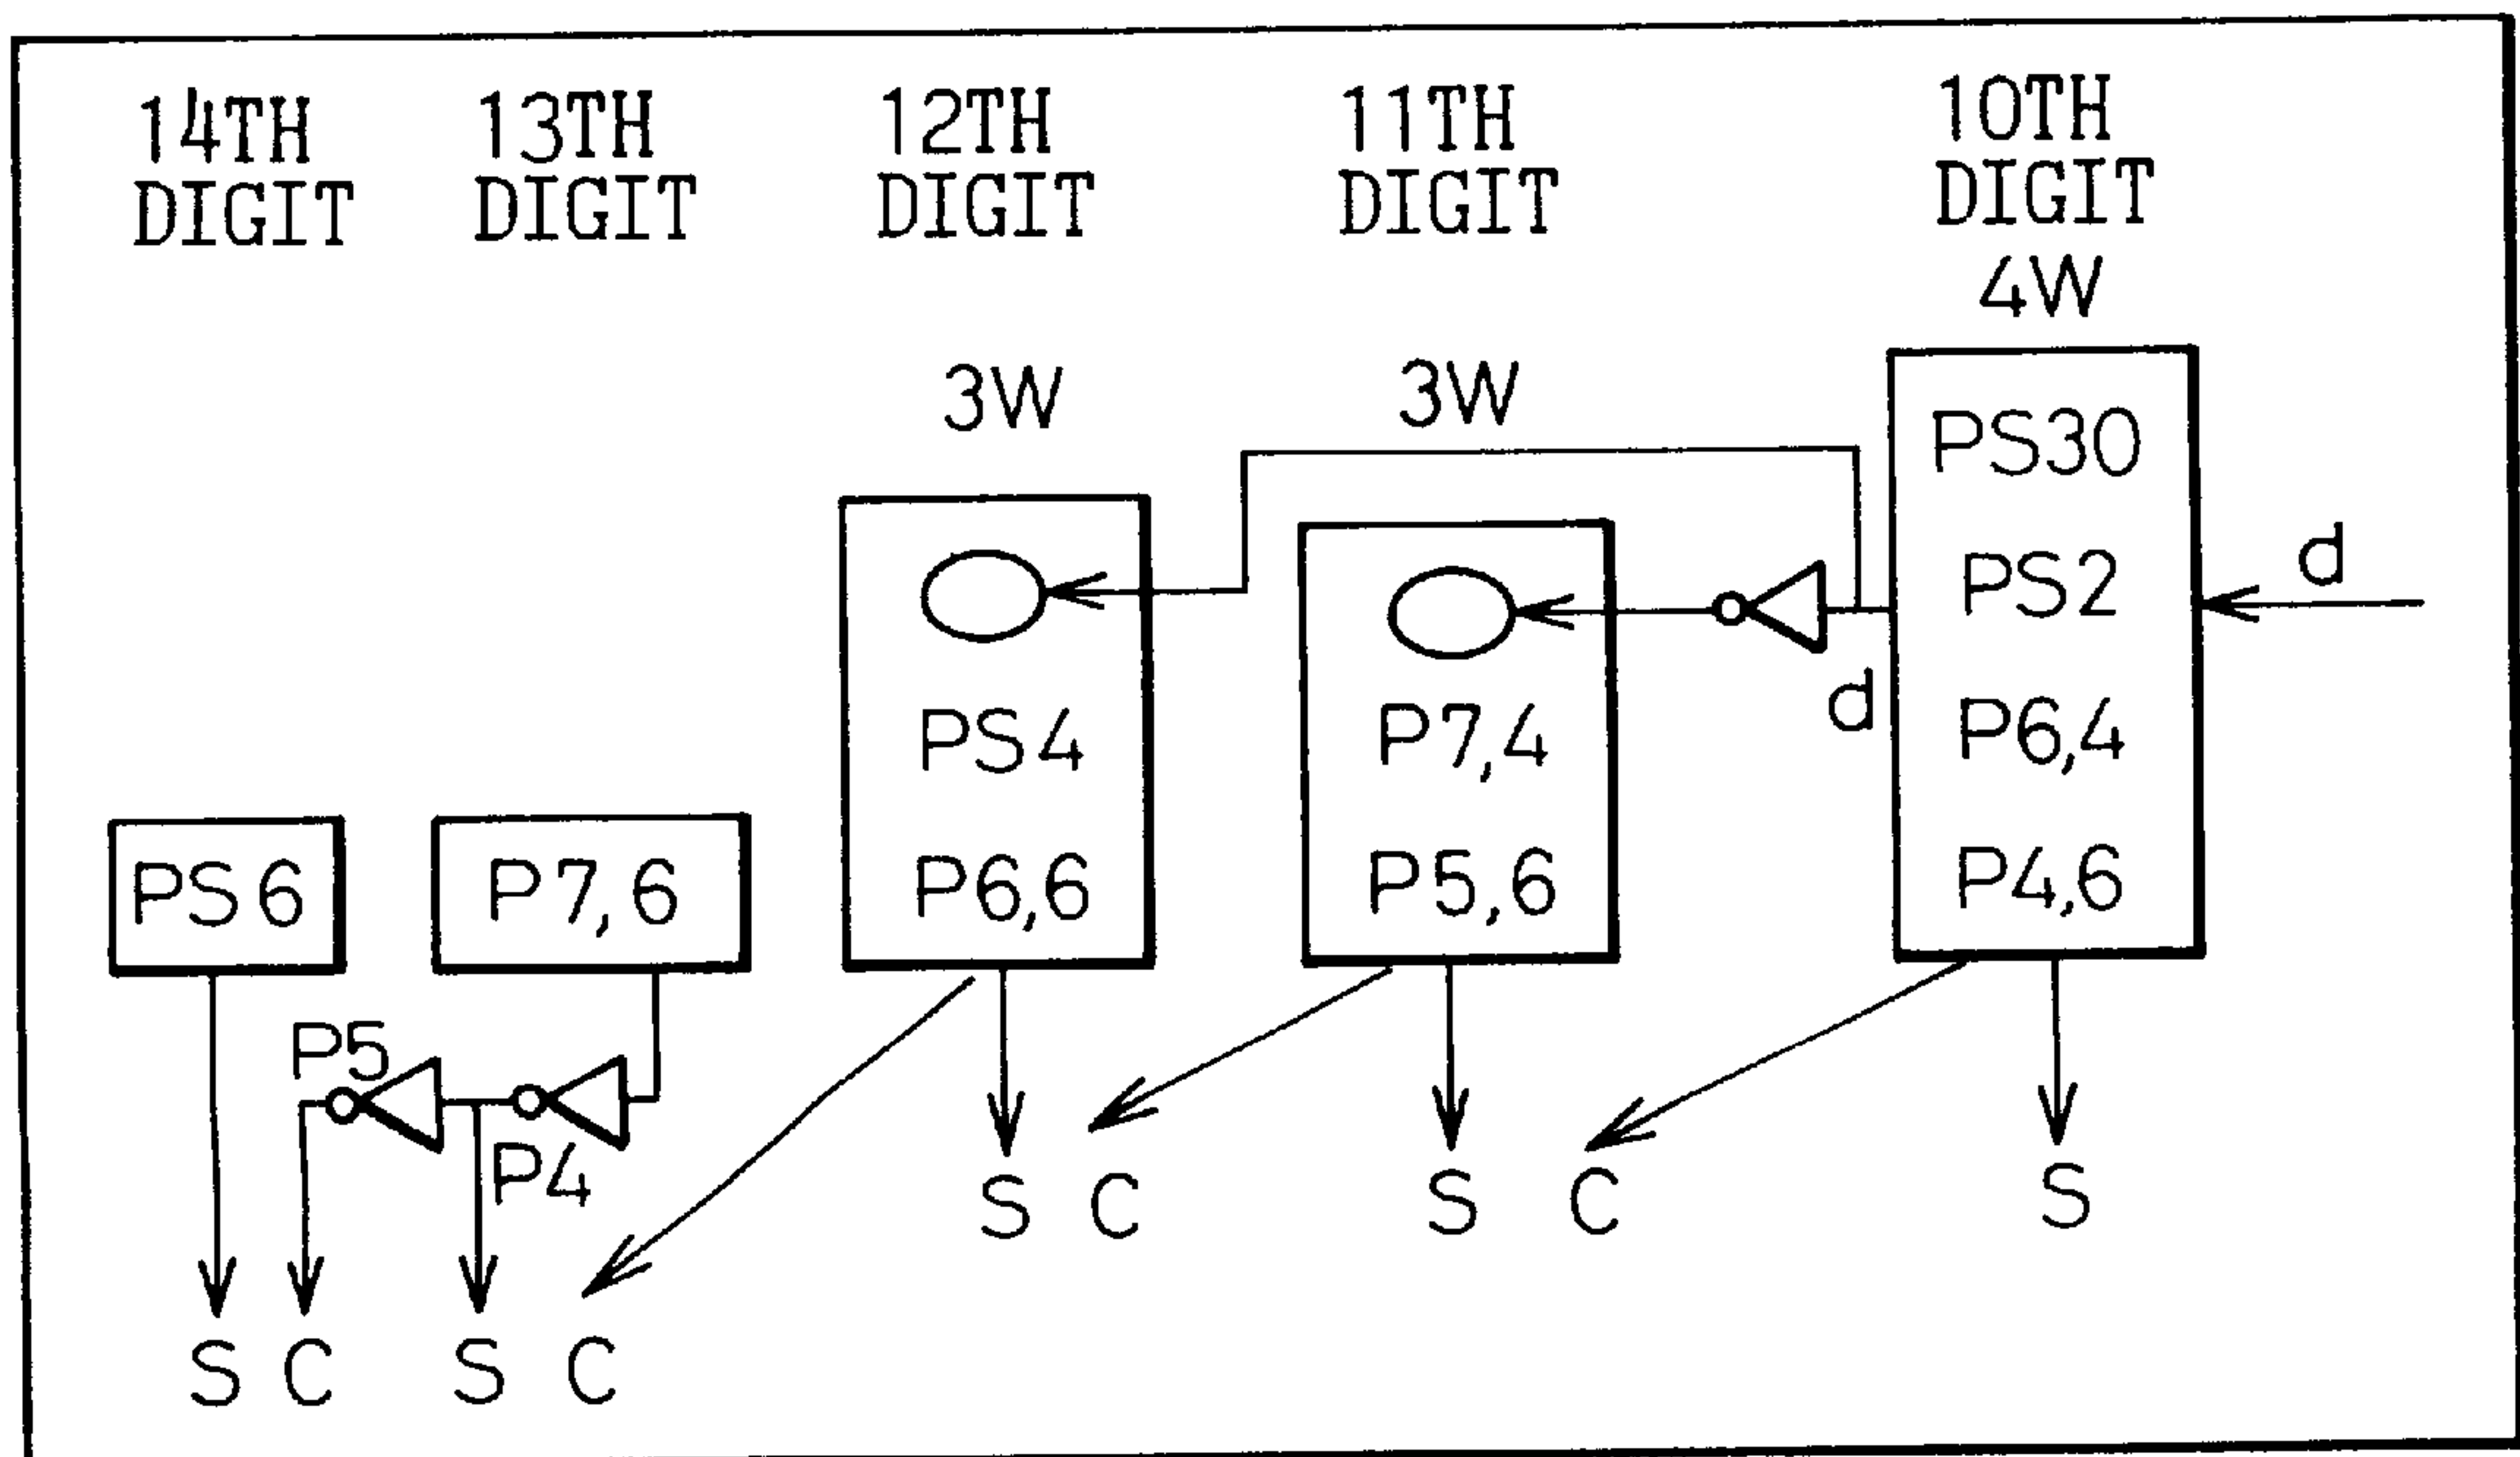 14TH DIGIT
13TH DIGIT
12TH DIGIT
11TH DIGIT
10TH DIGIT
4W
3W
3W
PS30
PS2
P6,4
P4,6
d
d
P7,4
P5,6
PS4
P6,6
PS6
P7,6
P5
P4
S C
S C
S
S C S C